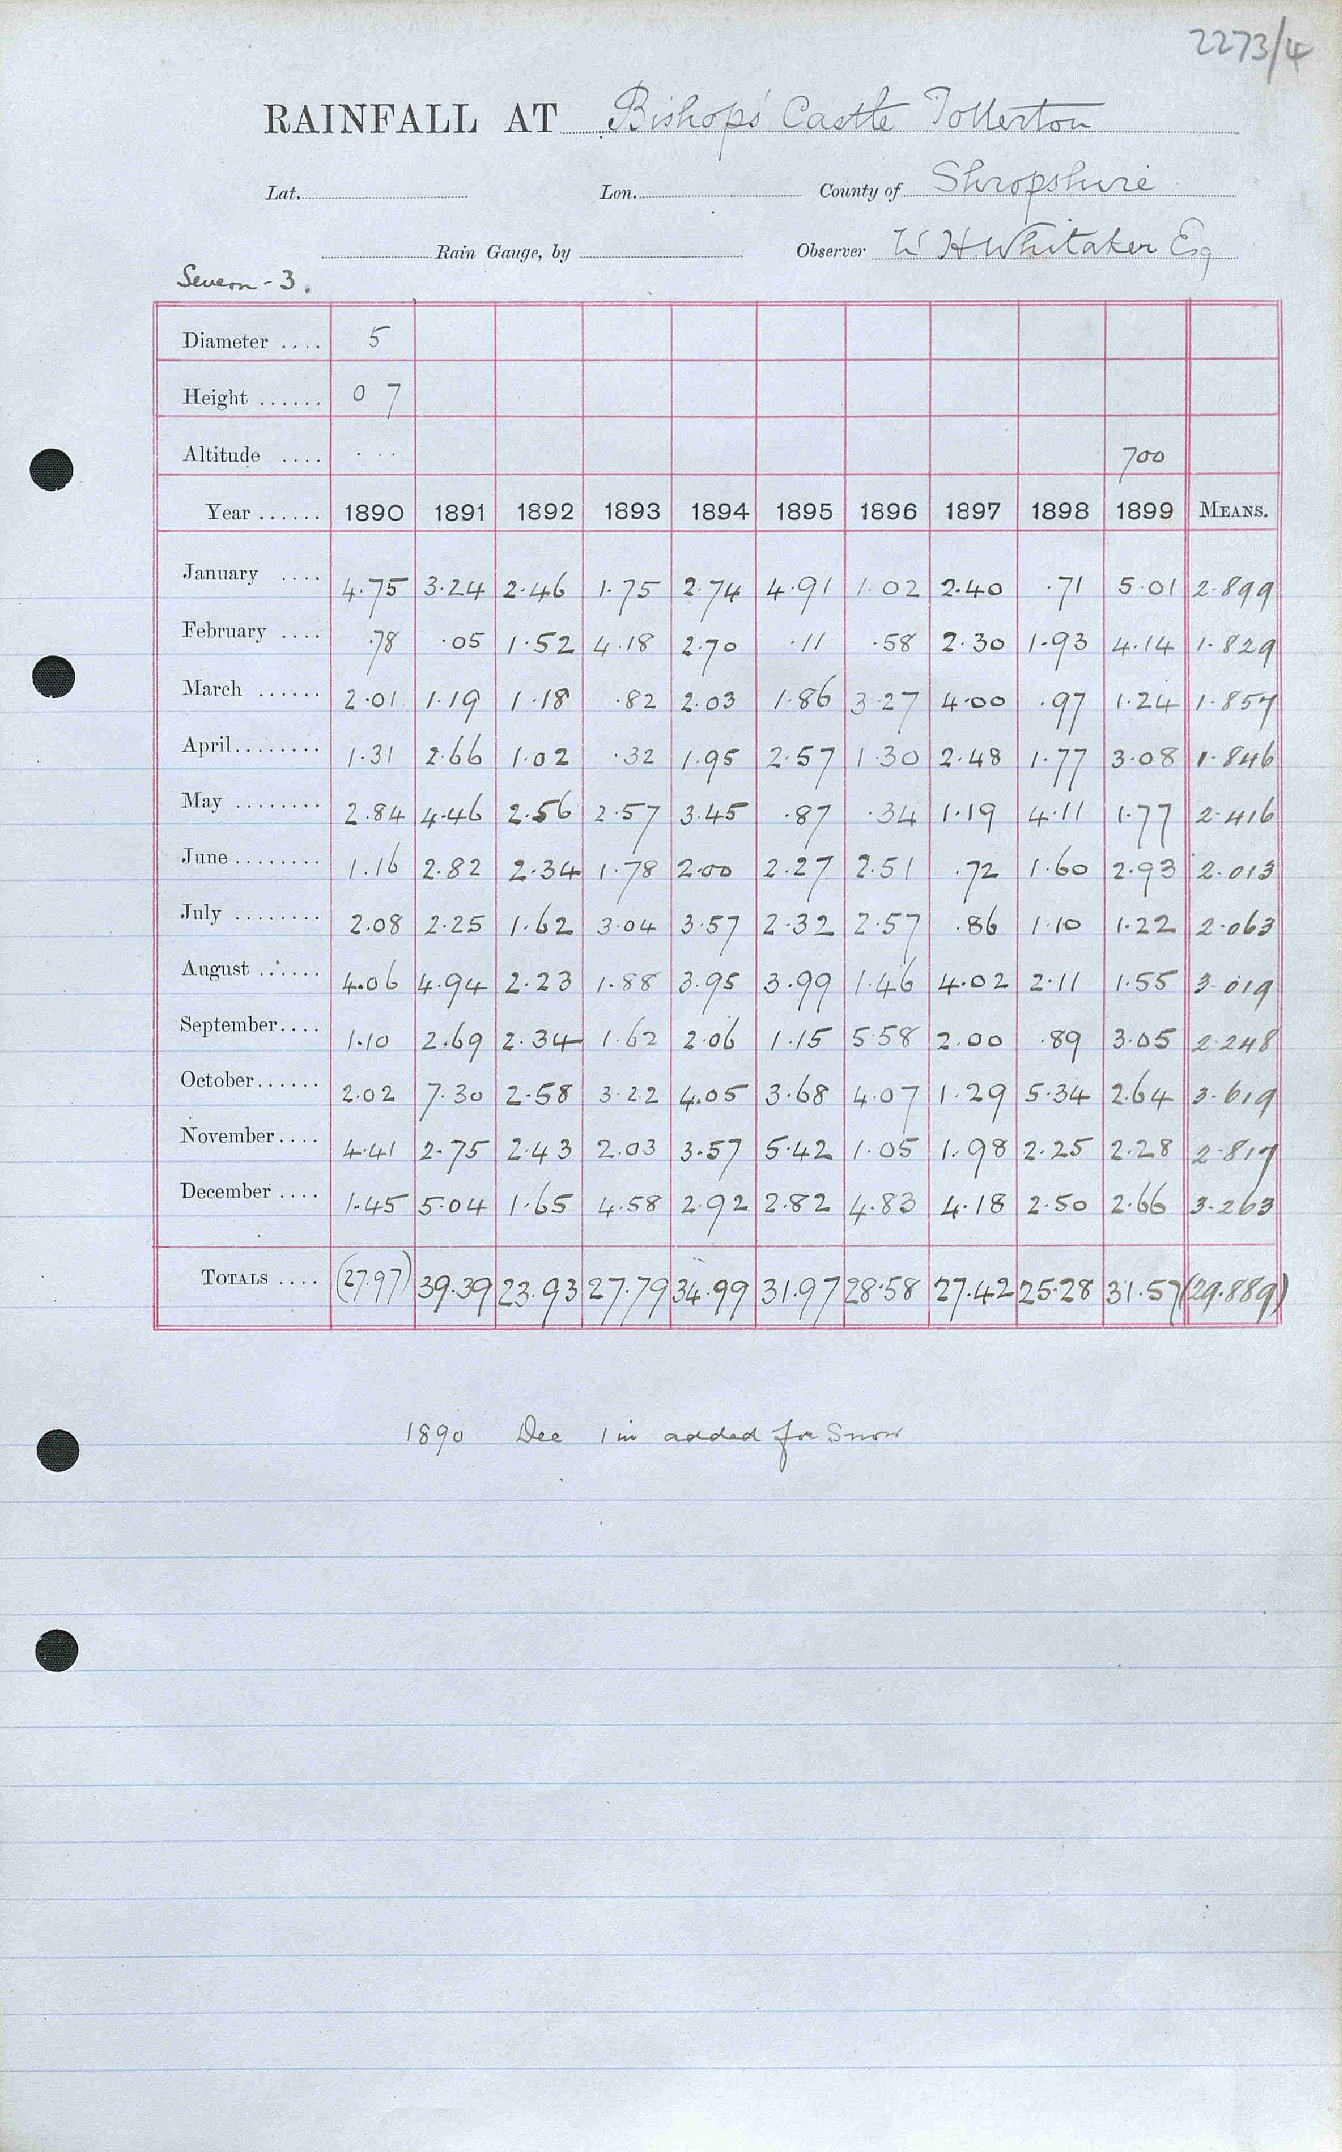 2273/4
RAINFALL AT Bishops' Castle Tollerton
Lat. Lon. County of Shropshire
Rain Gauge, by Observer W H Whitaker Esq
Severn - 3.
Diameter .... 5
Height ...... 0 7
Altitude .... ... 700
Year ...... 1890 1891 1892 1893 1894 1895 1896 1897 1898 1899 MEANS.
January .... 4.75 3.24 2.46 1.75 2.74 4.91 1.02 2.40 .71 5.01 2.899
February .... .78 .05 1.52 4.18 2.70 .11 .58 2.30 1.93 4.14 1.829
March ...... 2.01 1.19 1.18 .82 2.03 1.86 3.27 4.00 .97 1.24 1.857
April........ 1.31 2.66 1.02 .32 1.95 2.57 1.30 2.48 1.77 3.08 1.846
May ........ 2.84 4.46 2.56 2.57 3.45 .87 .34 1.19 4.11 1.77 2.416
June ........ 1.16 2.82 2.34 1.78 2.00 2.27 2.51 .72 1.60 2.93 2.013
July ........ 2.08 2.25 1.62 3.04 3.57 2.32 2.57 .86 1.10 1.22 2.063
August ...... 4.06 4.94 2.23 1.88 3.95 3.99 1.46 4.02 2.11 1.55 3.019
September.... 1.10 2.69 2.34 1.62 2.06 1.15 5.58 2.00 .89 3.05 2.248
October...... 2.02 7.30 2.58 3.22 4.05 3.68 4.07 1.29 5.34 2.64 3.619
November.... 4.41 2.75 2.43 2.03 3.57 5.42 1.05 1.98 2.25 2.28 2.817
December .... 1.45 5.04 1.65 4.58 2.92 2.82 4.83 4.18 2.50 2.66 3.263
TOTALS .... (27.97) 39.39 23.93 27.79 34.99 31.97 28.58 27.42 25.28 31.57 (29.889)
1890 Dec 1 in added for Snow